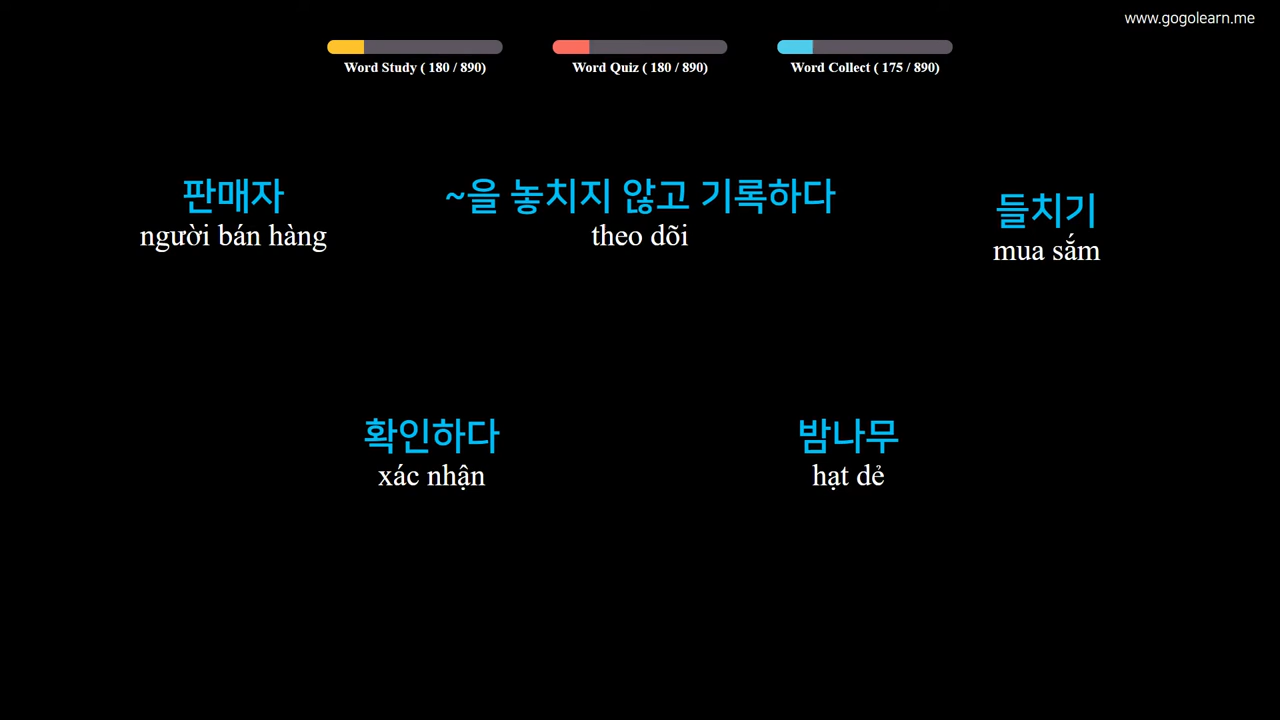 www.gogolearn.me
Word Study ( 180 / 890)
Word Quiz ( 180 / 890)
Word Collect ( 175 / 890)
판매자
người bán hàng
~을 놓치지 않고 기록하다
theo dõi
들치기
mua sắm
확인하다
xác nhận
밤나무
hạt dẻ